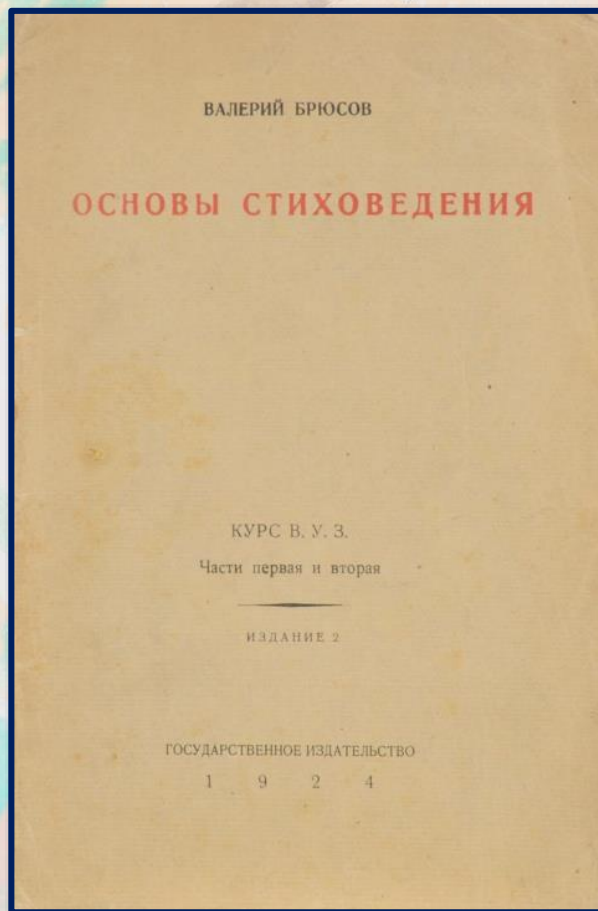 ВАЛЕРИЙ БРЮСОВ
ОСНОВЫ СТИХОВЕДЕНИЯ
КУРС В. У. З.
Части первая и вторая
ИЗДАНИЕ 2
ГОСУДАРСТВЕННОЕ ИЗДАТЕЛЬСТВО
1 9 2 4